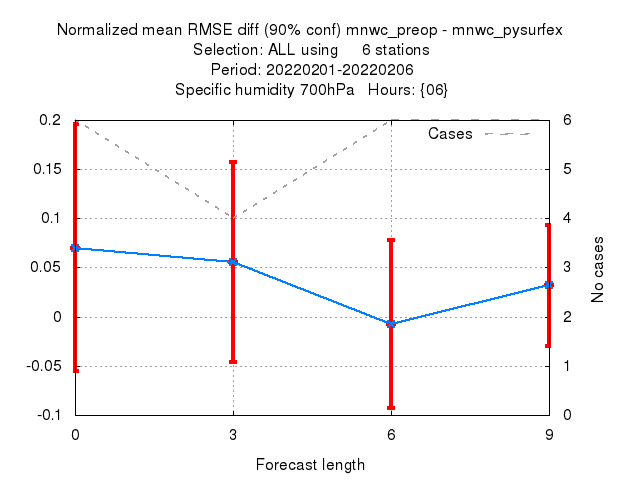 Normalized mean RMSE diff (90% conf) mnwc_preop - mnwc_pysurfex
Selection: ALL using 6 stations
Period: 20220201-20220206
Specific humidity 700hPa Hours: {06}
Cases
0.2
0.15
0.1
0.05
0
-0.05
-0.1
6
5
4
3
2
1
0
No cases
0 3 6 9
Forecast length